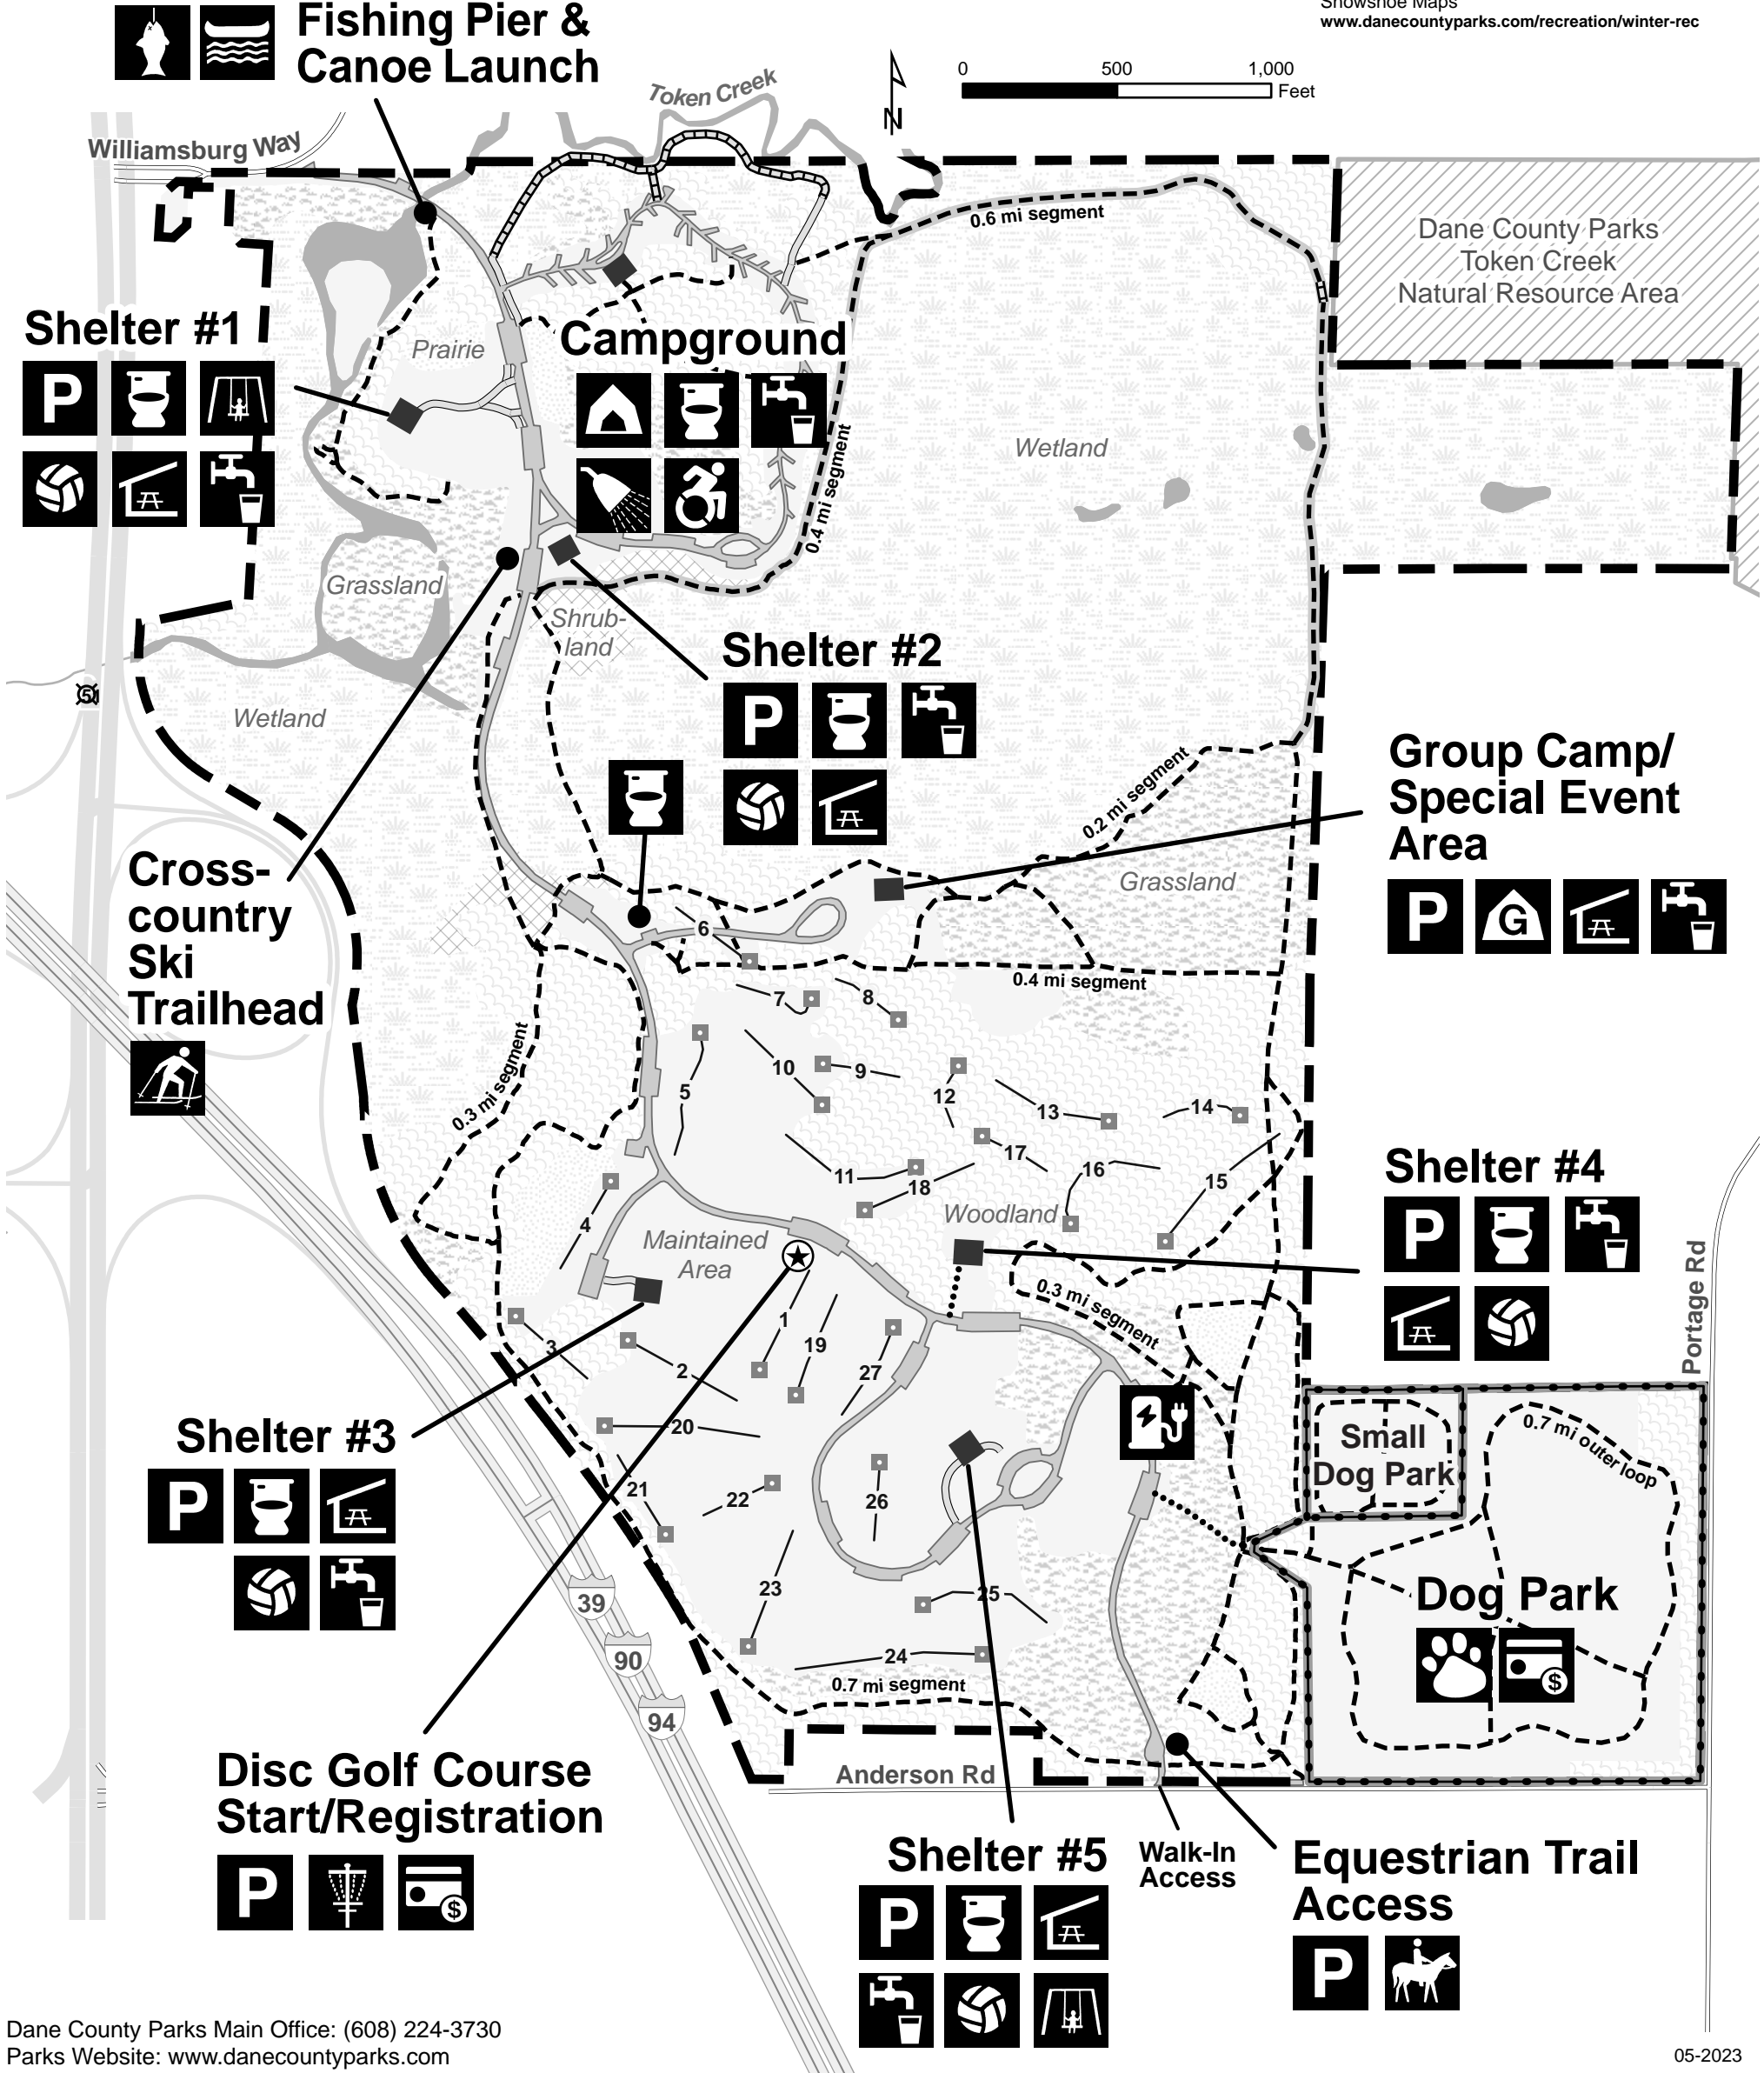 Snowshoe Maps
www.danecountyparks.com/recreation/winter-rec
Fishing Pier &
Canoe Launch
0 500 1,000
Feet
N
Token Creek
Williamsburg Way
0.6 mi segment
Dane County Parks
Token Creek
Natural Resource Area
Shelter #1
P
Prairie
Campground
Wetland
0.4 mi segment
Grassland
Shrub-
land
Shelter #2
P
51
Wetland
Group Camp/
Special Event
Area
P G
0.2 mi segment
Grassland
Cross-
country
Ski
Trailhead
6
0.4 mi segment
7
8
0.3 mi segment
10
9
5
12
13
14
17
11
18
16
15
Shelter #4
P
Woodland
4
Maintained
Area
Portage Rd
0.3 mi segment
1
19
3
2
27
Shelter #3
P
20
21
22
26
Small
Dog Park
0.7 mi outer loop
23
25
Dog Park
$
39
90
94
24
0.7 mi segment
Anderson Rd
Disc Golf Course
Start/Registration
P $
Shelter #5
P
Walk-In
Access
Equestrian Trail
Access
P
Dane County Parks Main Office: (608) 224-3730
Parks Website: www.danecountyparks.com
05-2023